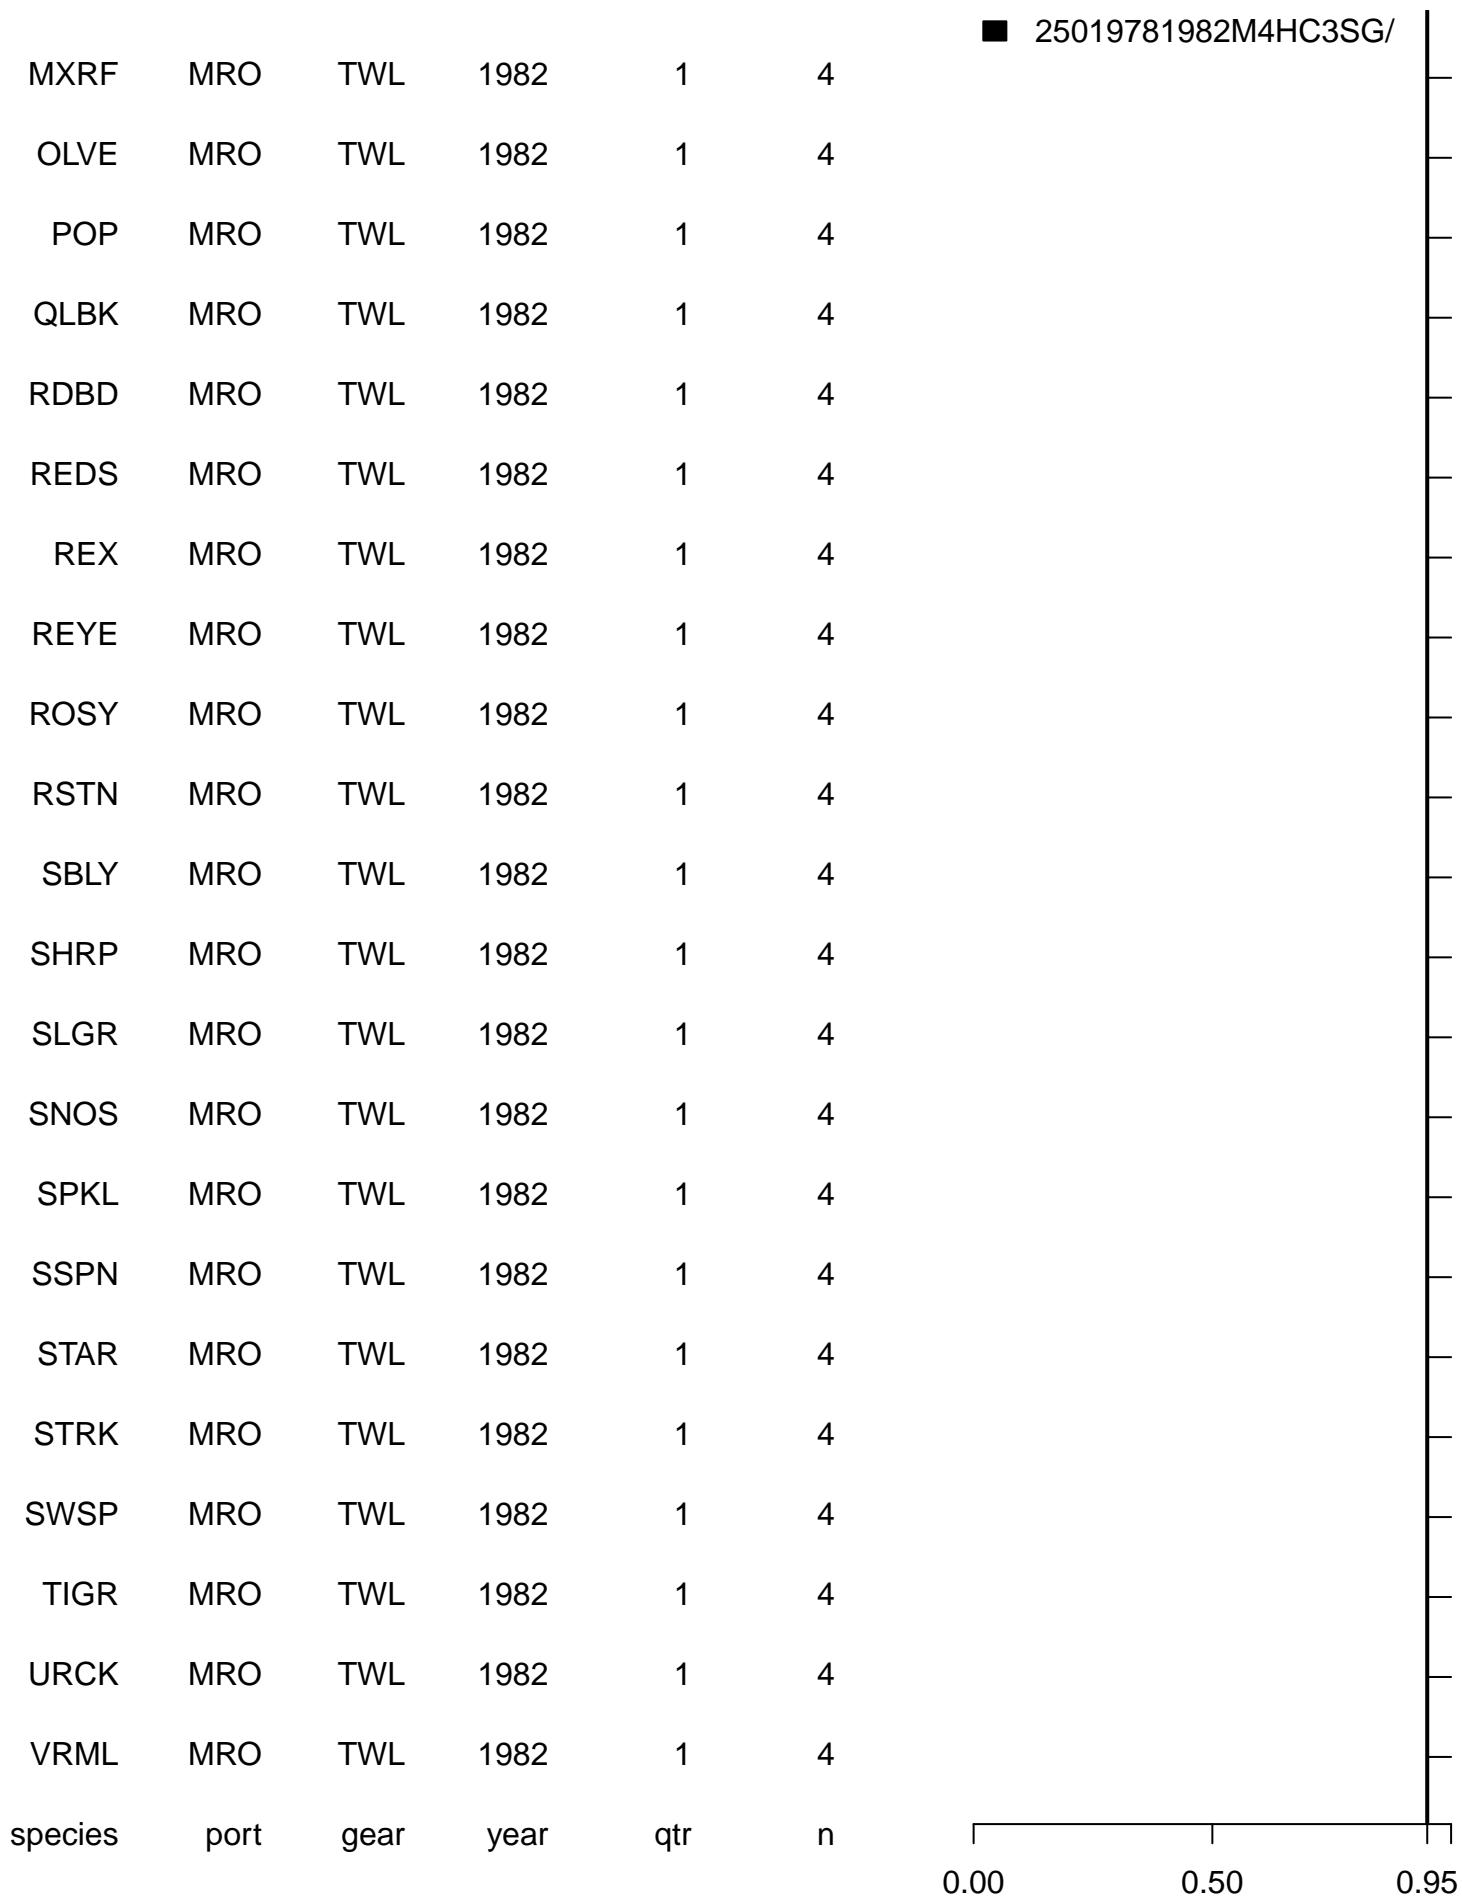 25019781982M4HC3SG/
MXRF MRO TWL 1982 1 4
OLVE MRO TWL 1982 1 4
POP MRO TWL 1982 1 4
QLBK MRO TWL 1982 1 4
RDBD MRO TWL 1982 1 4
REDS MRO TWL 1982 1 4
REX MRO TWL 1982 1 4
REYE MRO TWL 1982 1 4
ROSY MRO TWL 1982 1 4
RSTN MRO TWL 1982 1 4
SBLY MRO TWL 1982 1 4
SHRP MRO TWL 1982 1 4
SLGR MRO TWL 1982 1 4
SNOS MRO TWL 1982 1 4
SPKL MRO TWL 1982 1 4
SSPN MRO TWL 1982 1 4
STAR MRO TWL 1982 1 4
STRK MRO TWL 1982 1 4
SWSP MRO TWL 1982 1 4
TIGR MRO TWL 1982 1 4
URCK MRO TWL 1982 1 4
VRML MRO TWL 1982 1 4
species port gear year qtr n
0.00 0.50 0.95